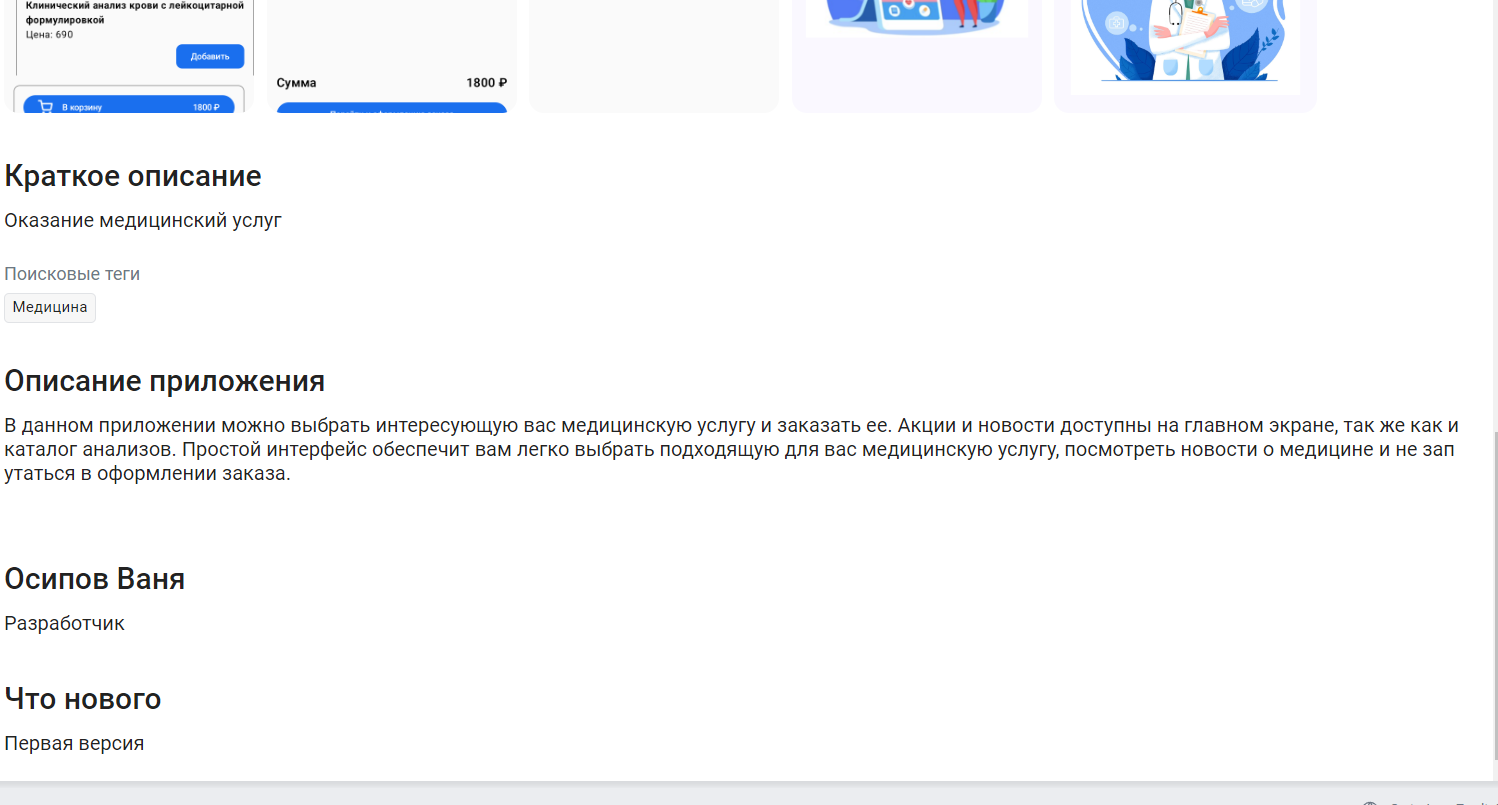 Клинический анализ крови с лейкоцитарной
формулировкой
Цена: 690
Добавить
В корзину 1800 ₽
Сумма 1800 ₽
Краткое описание
Оказание медицинский услуг
Поисковые теги
Медицина
Описание приложения
В данном приложении можно выбрать интересующую вас медицинскую услугу и заказать ее. Акции и новости доступны на главном экране, так же как и
каталог анализов. Простой интерфейс обеспечит вам легко выбрать подходящую для вас медицинскую услугу, посмотреть новости о медицине и не зап
утаться в оформлении заказа.
Осипов Ваня
Разработчик
Что нового
Первая версия